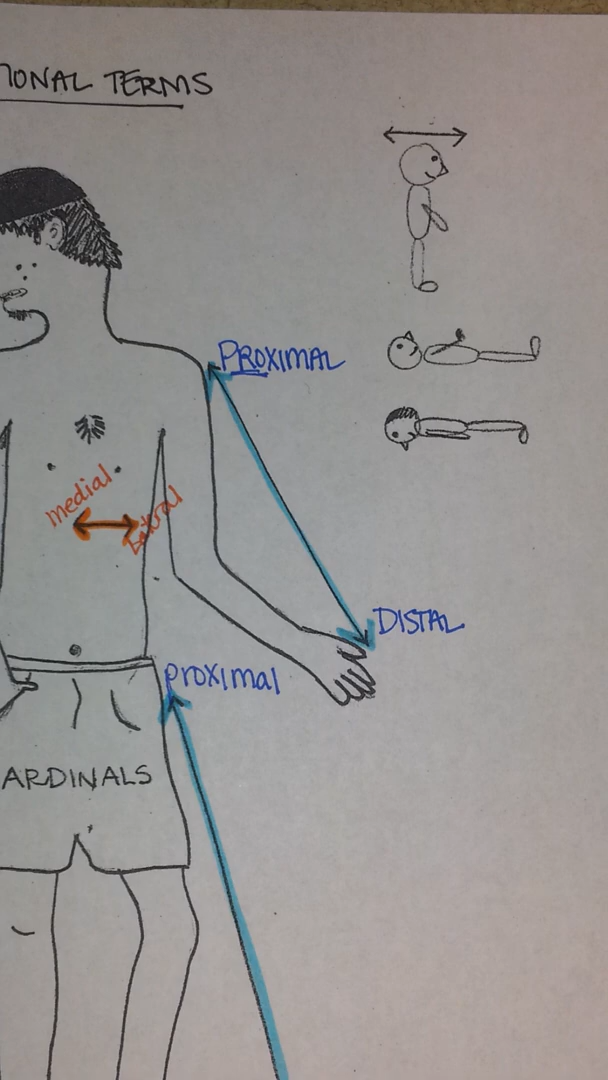 IONAL TERMS
PROXIMAL
medial
Lateral
DISTAL
proximal
ARDINALS